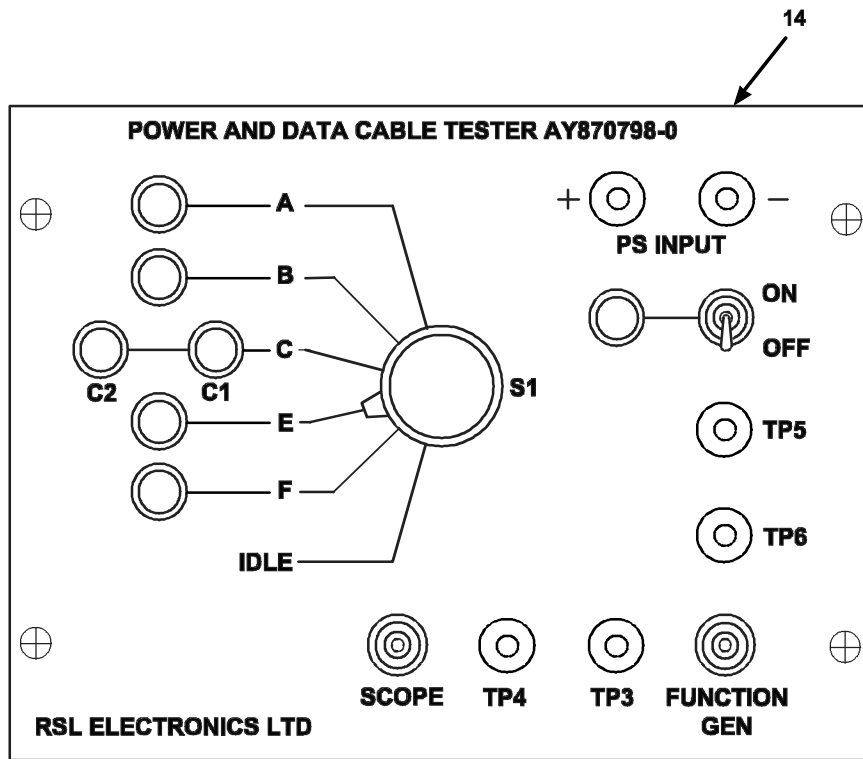 14
POWER AND DATA CABLE TESTER AY870798-0
A
+ −
PS INPUT
B
ON
OFF
C
C2 C1
S1
E
TP5
F
TP6
IDLE
SCOPE TP4 TP3 FUNCTION
GEN
RSL ELECTRONICS LTD